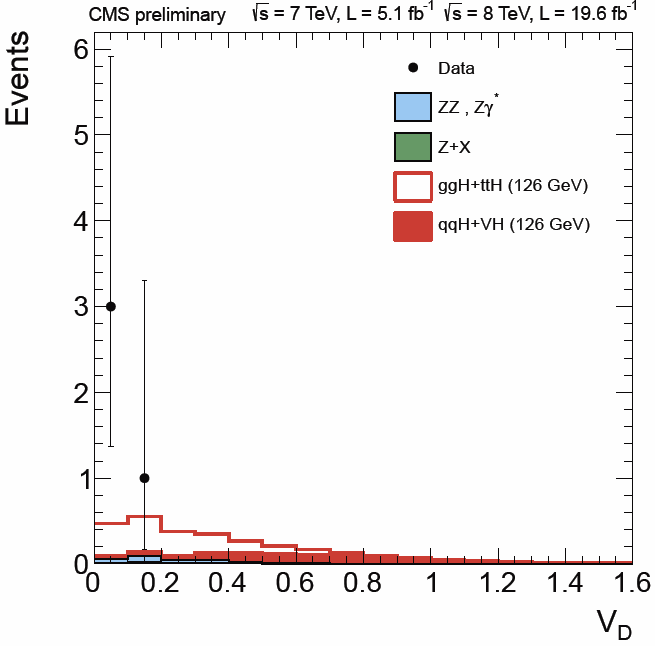 CMS preliminary √s = 7 TeV, L = 5.1 fb⁻¹ √s = 8 TeV, L = 19.6 fb⁻¹
Events
6
5
4
3
2
1
0
Data
ZZ , Zγ*
Z+X
ggH+ttH (126 GeV)
qqH+VH (126 GeV)
0 0.2 0.4 0.6 0.8 1 1.2 1.4 1.6
V_D